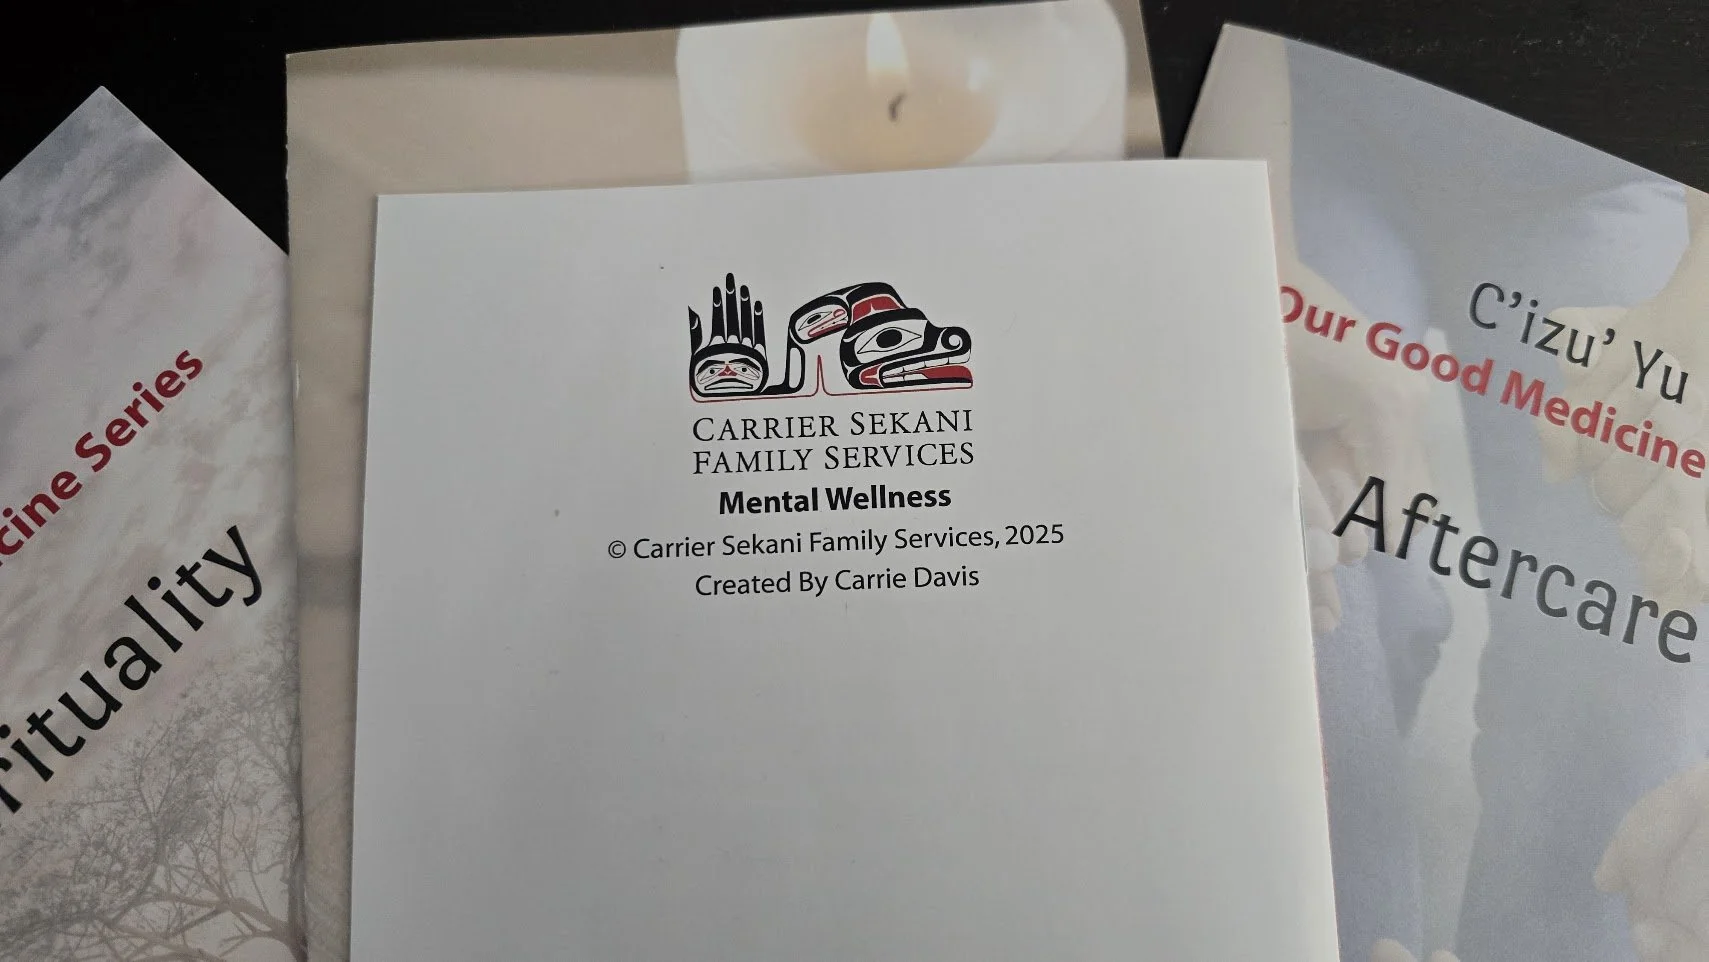 cine Series
rituality
CARRIER SEKANI
FAMILY SERVICES
Mental Wellness
© Carrier Sekani Family Services, 2025
Created By Carrie Davis
C'izu' Yu
Our Good Medicine
Aftercare